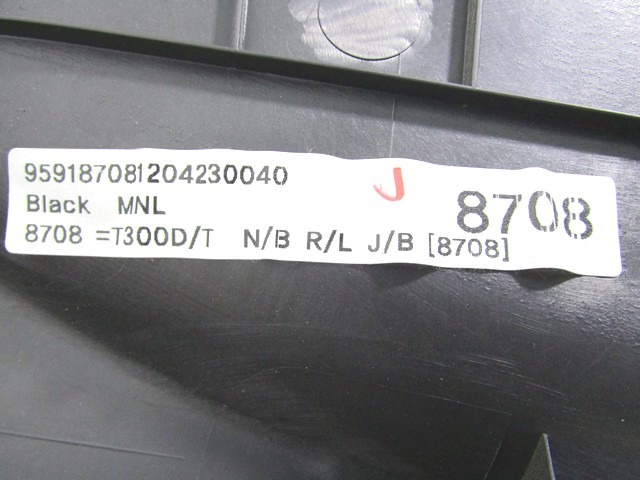 959187081204230040
Black MNL
8708
8708 =T300D/T N/B R/L J/B [8708]
J